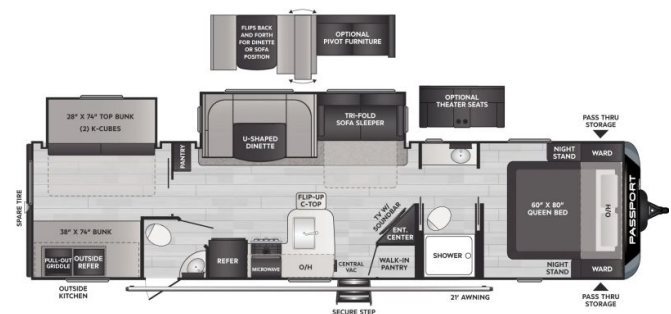 FLIPS BACK
AND FORTH
FOR DINETTE
OR SOFA
POSITION
OPTIONAL
PIVOT FURNITURE
28" X 74" TOP BUNK
(2) K-CUBES
PANTRY
U-SHAPED
DINETTE
TRI-FOLD
SOFA SLEEPER
OPTIONAL
THEATER SEATS
PASS THRU
STORAGE
NIGHT
STAND
WARD
SPARE TIRE
38" X 74" BUNK
PULL-OUT
GRIDDLE
OUTSIDE
REFER
OUTSIDE
KITCHEN
REFER
MICROWAVE
FLIP-UP
C-TOP
O/H
CENTRAL
VAC
TV W/
SOUNDBAR
ENT.
CENTER
WALK-IN
PANTRY
SHOWER
60" X 80"
QUEEN BED
O/H
PASSPORT
NIGHT
STAND
WARD
PASS THRU
STORAGE
21' AWNING
SECURE STEP